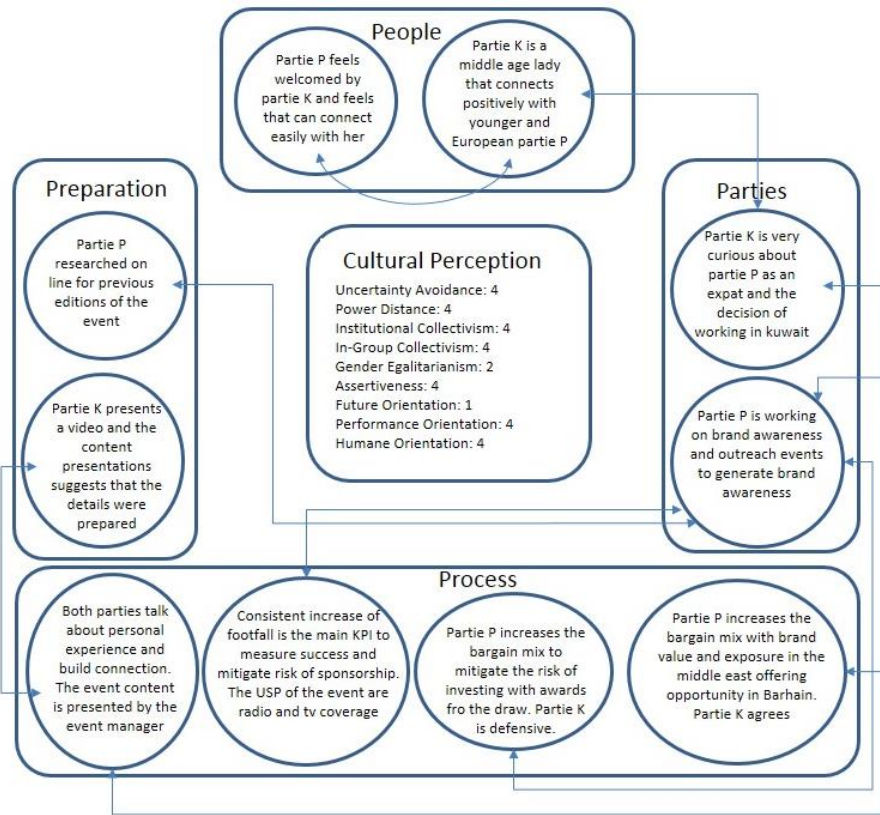 People
Partie P feels
welcomed by
partie K and feels
that can connect
easily with her
Partie K is a
middle age lady
that connects
positively with
younger and
European partie P
Preparation
Partie P
researched on
line for previous
editions of the
event
Partie K presents
a video and the
content
presentations
suggests that the
details were
prepared
Cultural Perception
Uncertainty Avoidance: 4
Power Distance: 4
Institutional Collectivism: 4
In-Group Collectivism: 4
Gender Egalitarianism: 2
Assertiveness: 4
Future Orientation: 1
Performance Orientation: 4
Humane Orientation: 4
Parties
Partie K is very
curious about
partie P as an
expat and the
decision of
working in kuwait
Partie P is working
on brand awareness
and outreach events
to generate brand
awareness
Process
Both parties talk
about personal
experience and
build connection.
The event content
is presented by the
event manager
Consistent increase of
footfall is the main KPI to
measure success and
mitigate risk of sponsorship.
The USP of the event are
radio and tv coverage
Partie P increases the
bargain mix to
mitigate the risk of
investing with awards
fro the draw. Partie K
is defensive.
Partie P increases the
bargain mix with brand
value and exposure in the
middle east offering
opportunity in Barhain.
Partie K agrees